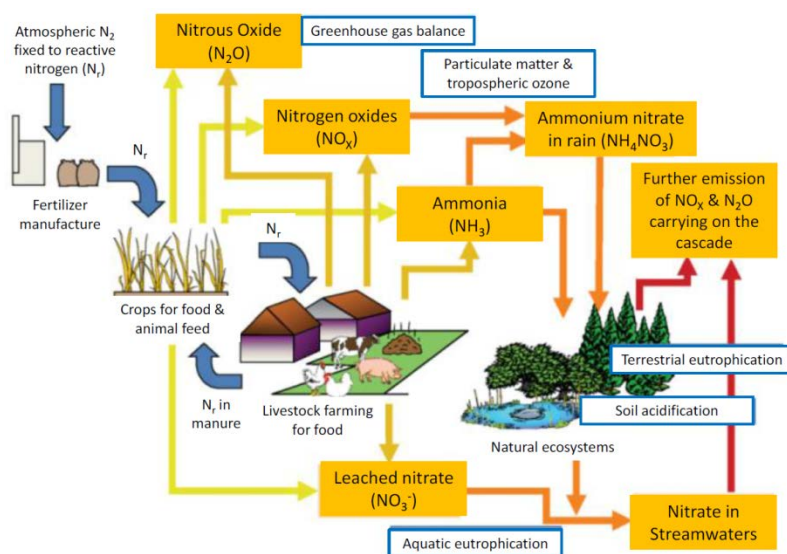 Atmospheric N₂
fixed to reactive
nitrogen (Nᵣ)
Nitrous Oxide
(N₂O)
Greenhouse gas balance
Particulate matter &
tropospheric ozone
Nitrogen oxides
(NOₓ)
Ammonium nitrate
in rain (NH₄NO₃)
Nᵣ
Fertilizer
manufacture
Ammonia
(NH₃)
Further emission
of NOₓ & N₂O
carrying on the
cascade
Nᵣ
Crops for food &
animal feed
Terrestrial eutrophication
Nᵣ in
manure
Livestock farming
for food
Soil acidification
Natural ecosystems
Leached nitrate
(NO₃⁻)
Nitrate in
Streamwaters
Aquatic eutrophication